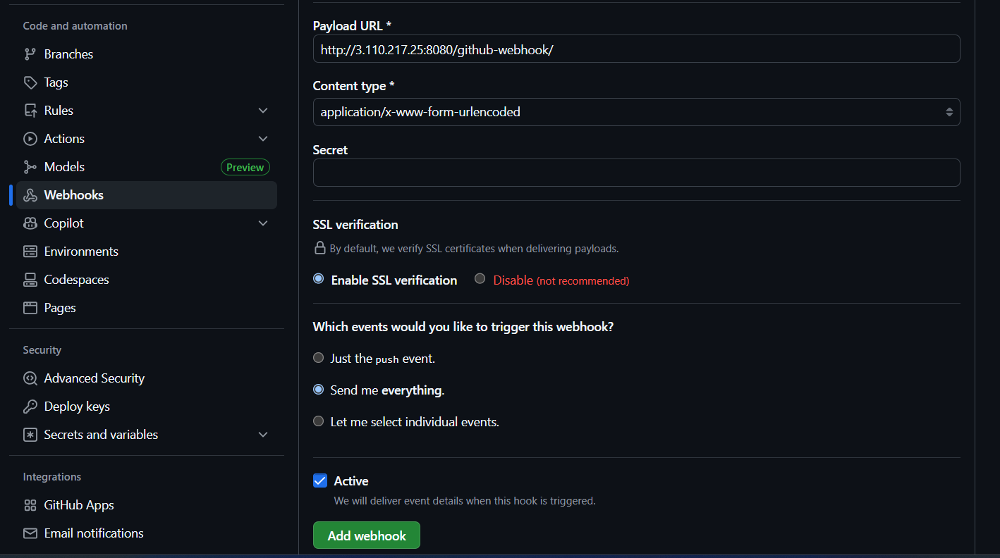 Code and automation
Branches
Tags
Rules
Actions
Models
Preview
Webhooks
Copilot
Environments
Codespaces
Pages
Security
Advanced Security
Deploy keys
Secrets and variables
Integrations
GitHub Apps
Email notifications
Payload URL *
http://3.110.217.25:8080/github-webhook/
Content type *
application/x-www-form-urlencoded
Secret
SSL verification
By default, we verify SSL certificates when delivering payloads.
Enable SSL verification
Disable (not recommended)
Which events would you like to trigger this webhook?
Just the push event.
Send me everything.
Let me select individual events.
Active
We will deliver event details when this hook is triggered.
Add webhook